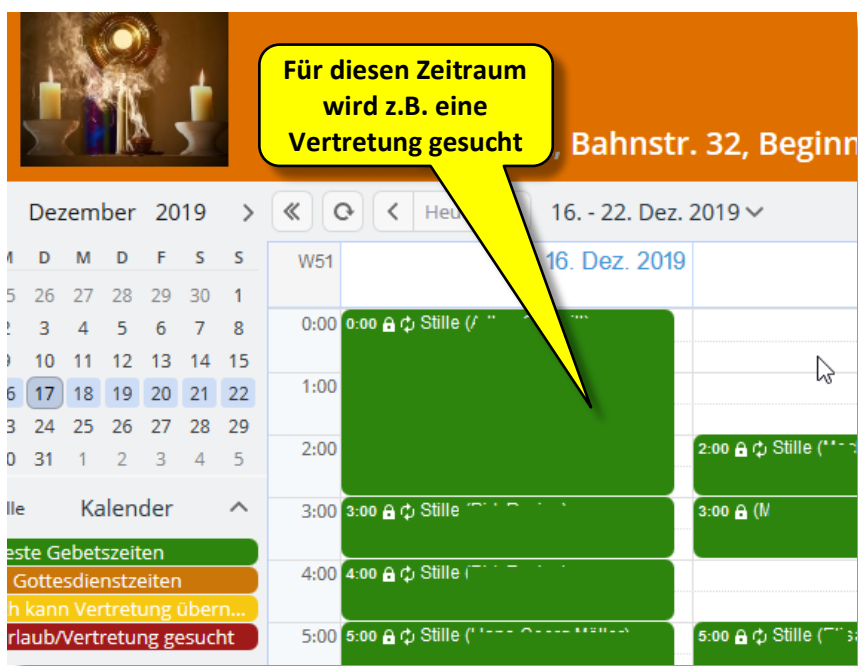 Für diesen Zeitraum
wird z.B. eine
Vertretung gesucht
, Bahnstr. 32, Beginn
Dezember 2019
16. - 22. Dez. 2019
D M D F S S
26 27 28 29 30 1
3 4 5 6 7 8
10 11 12 13 14 15
6 17 18 19 20 21 22
24 25 26 27 28 29
31 1 2 3 4 5
Kalender
este Gebetszeiten
Gottesdienstzeiten
h kann Vertretung übern...
rlaub/Vertretung gesucht
W51 16. Dez. 2019
0:00 0:00 Stille (
1:00
2:00 2:00 Stille (
3:00 3:00 Stille 3:00 (M
4:00 4:00 Stille (
5:00 5:00 Stille ( 5:00 Stille (